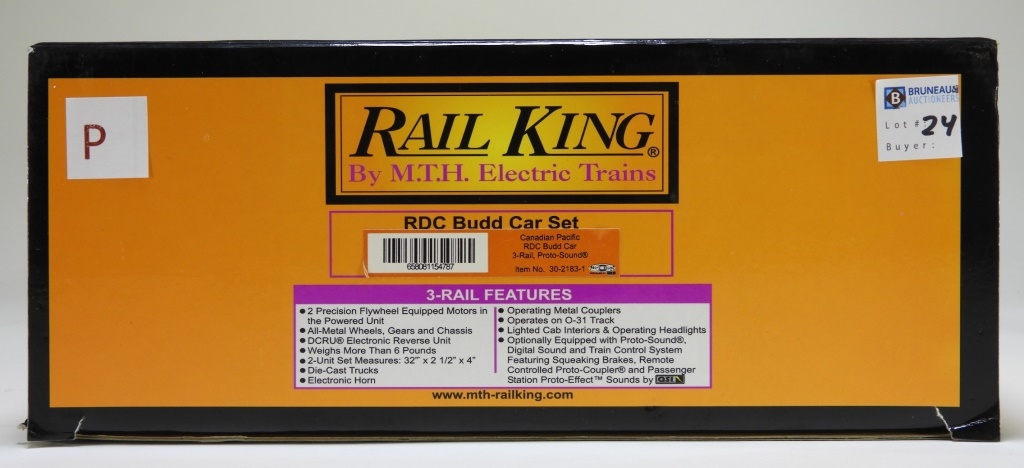 P
BRUNEAU&
AUCTIONEERS
Lot # 24
Buyer:
RAIL KING®
By M.T.H. Electric Trains
RDC Budd Car Set
Canadian Pacific
RDC Budd Car
3-Rail, Proto-Sound®
Item No. 30-2183-1
658081154787
3-RAIL FEATURES
• 2 Precision Flywheel Equipped Motors in
the Powered Unit
• All-Metal Wheels, Gears and Chassis
• DCRU® Electronic Reverse Unit
• Weighs More Than 6 Pounds
• 2-Unit Set Measures: 32" x 2 1/2" x 4"
• Die-Cast Trucks
• Electronic Horn
• Operating Metal Couplers
• Operates on O-31 Track
• Lighted Cab Interiors & Operating Headlights
• Optionally Equipped with Proto-Sound®,
Digital Sound and Train Control System
Featuring Squeaking Brakes, Remote
Controlled Proto-Coupler® and Passenger
Station Proto-Effect™ Sounds by
www.mth-railking.com